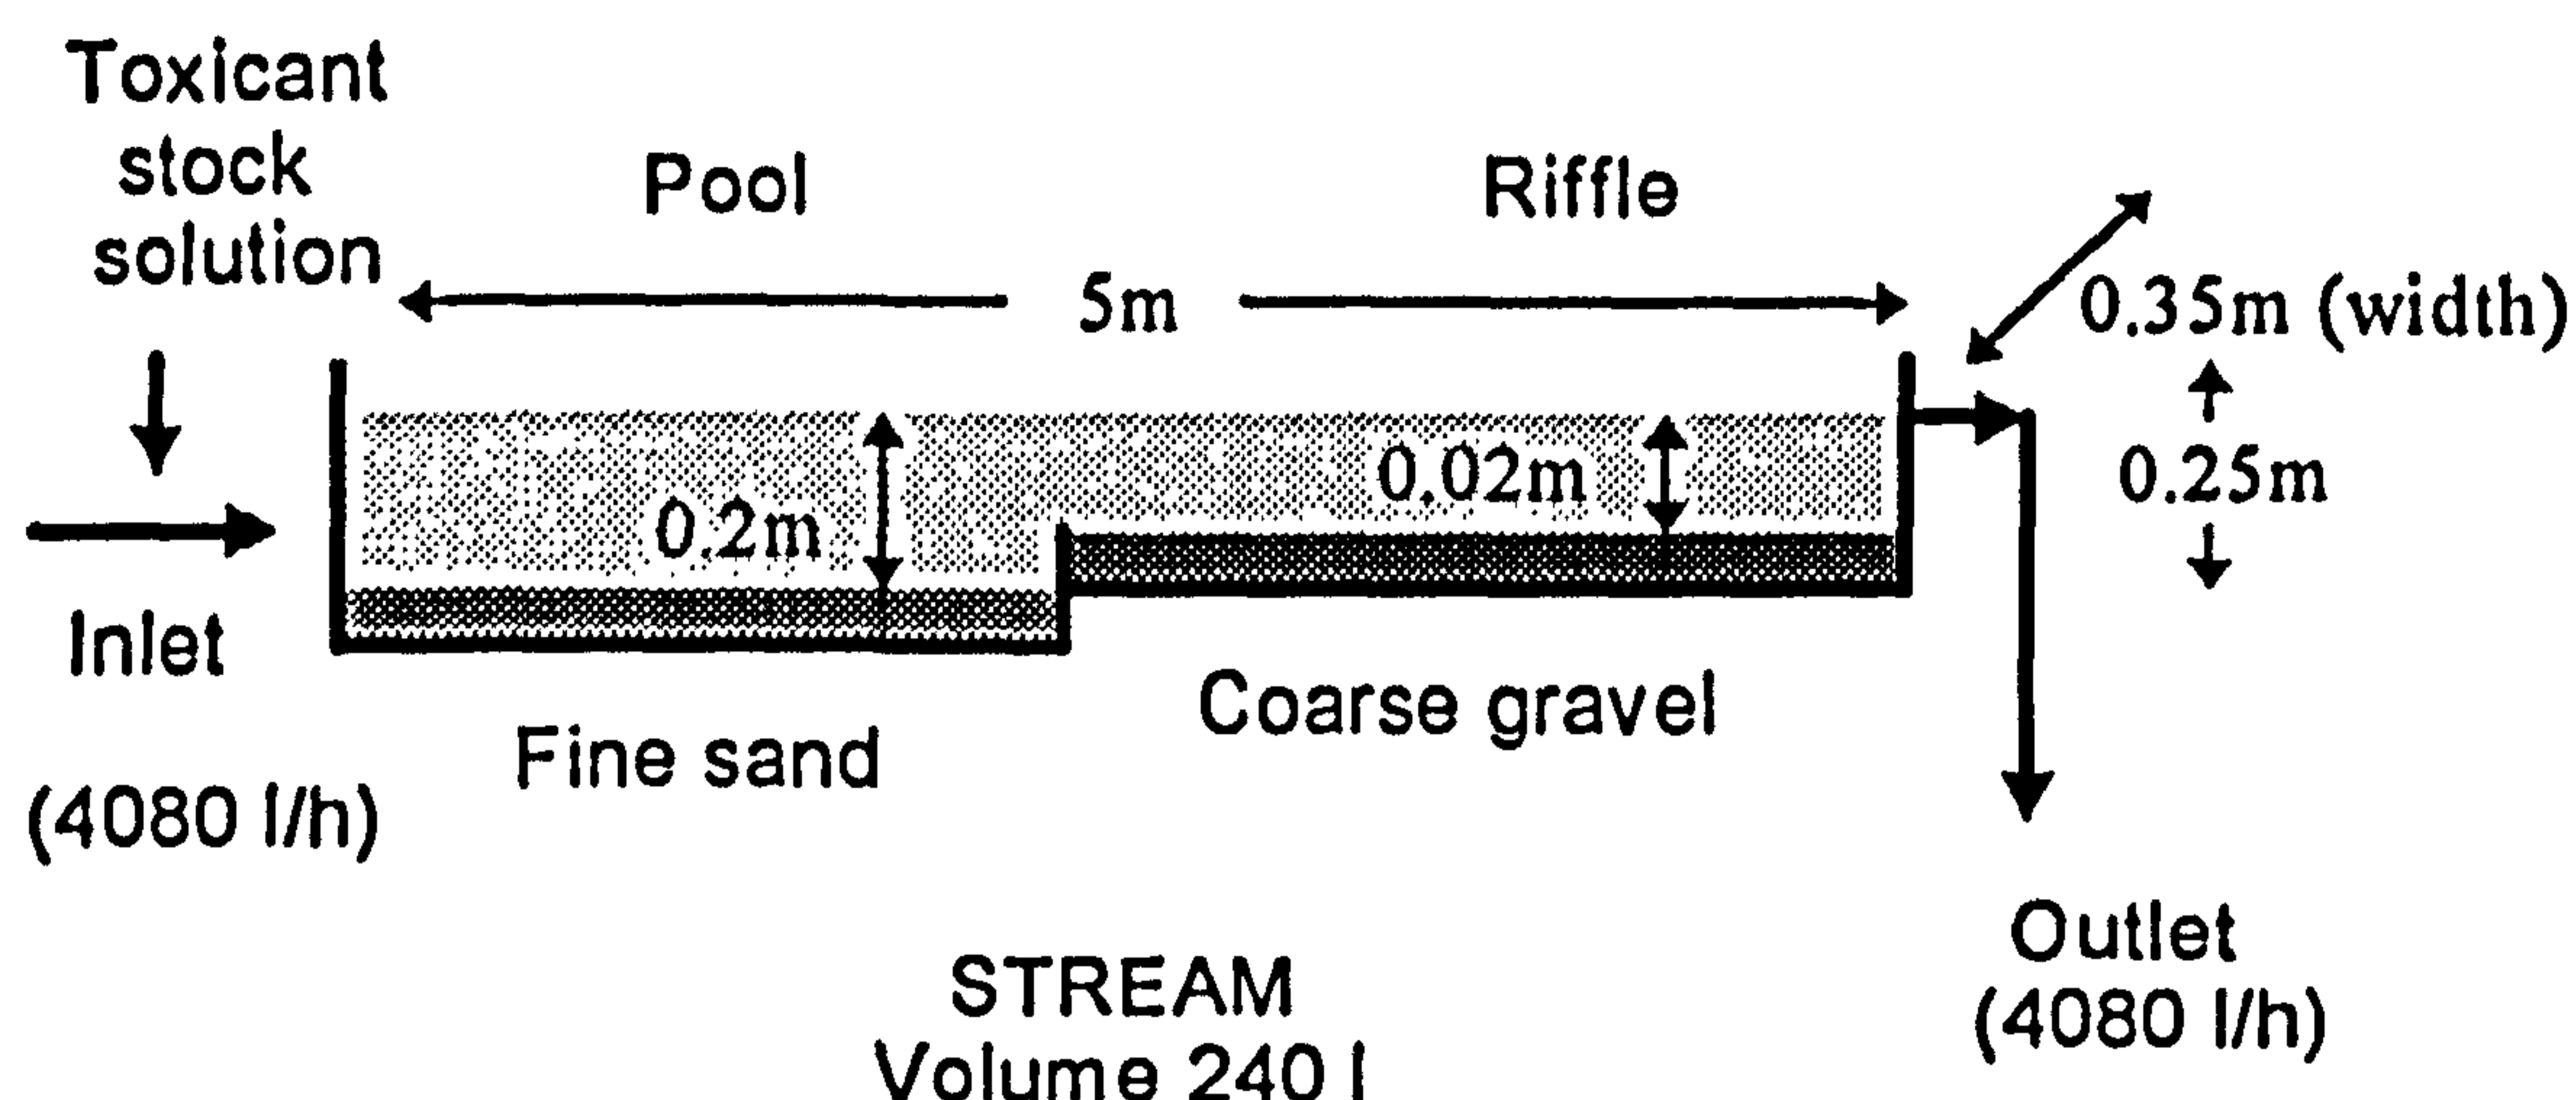 Toxicant
stock
solution
Pool
Riffle
5m
0.35m (width)
0.2m
0.02m
0.25m
Inlet
(4080 l/h)
Fine sand
Coarse gravel
Outlet
(4080 l/h)
STREAM
Volume 240 l